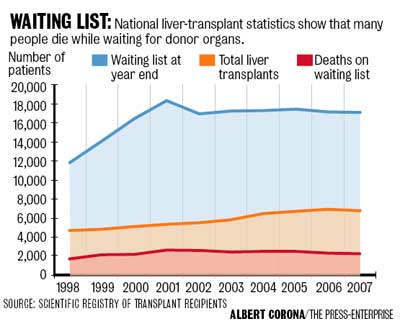 WAITING LIST: National liver-transplant statistics show that many
people die while waiting for donor organs.
Number of
patients
Waiting list at
year end
Total liver
transplants
Deaths on
waiting list
20,000
18,000
16,000
14,000
12,000
10,000
8,000
6,000
4,000
2,000
0
1998 1999 2000 2001 2002 2003 2004 2005 2006 2007
SOURCE: SCIENTIFIC REGISTRY OF TRANSPLANT RECIPIENTS
ALBERT CORONA/THE PRESS-ENTERPRISE